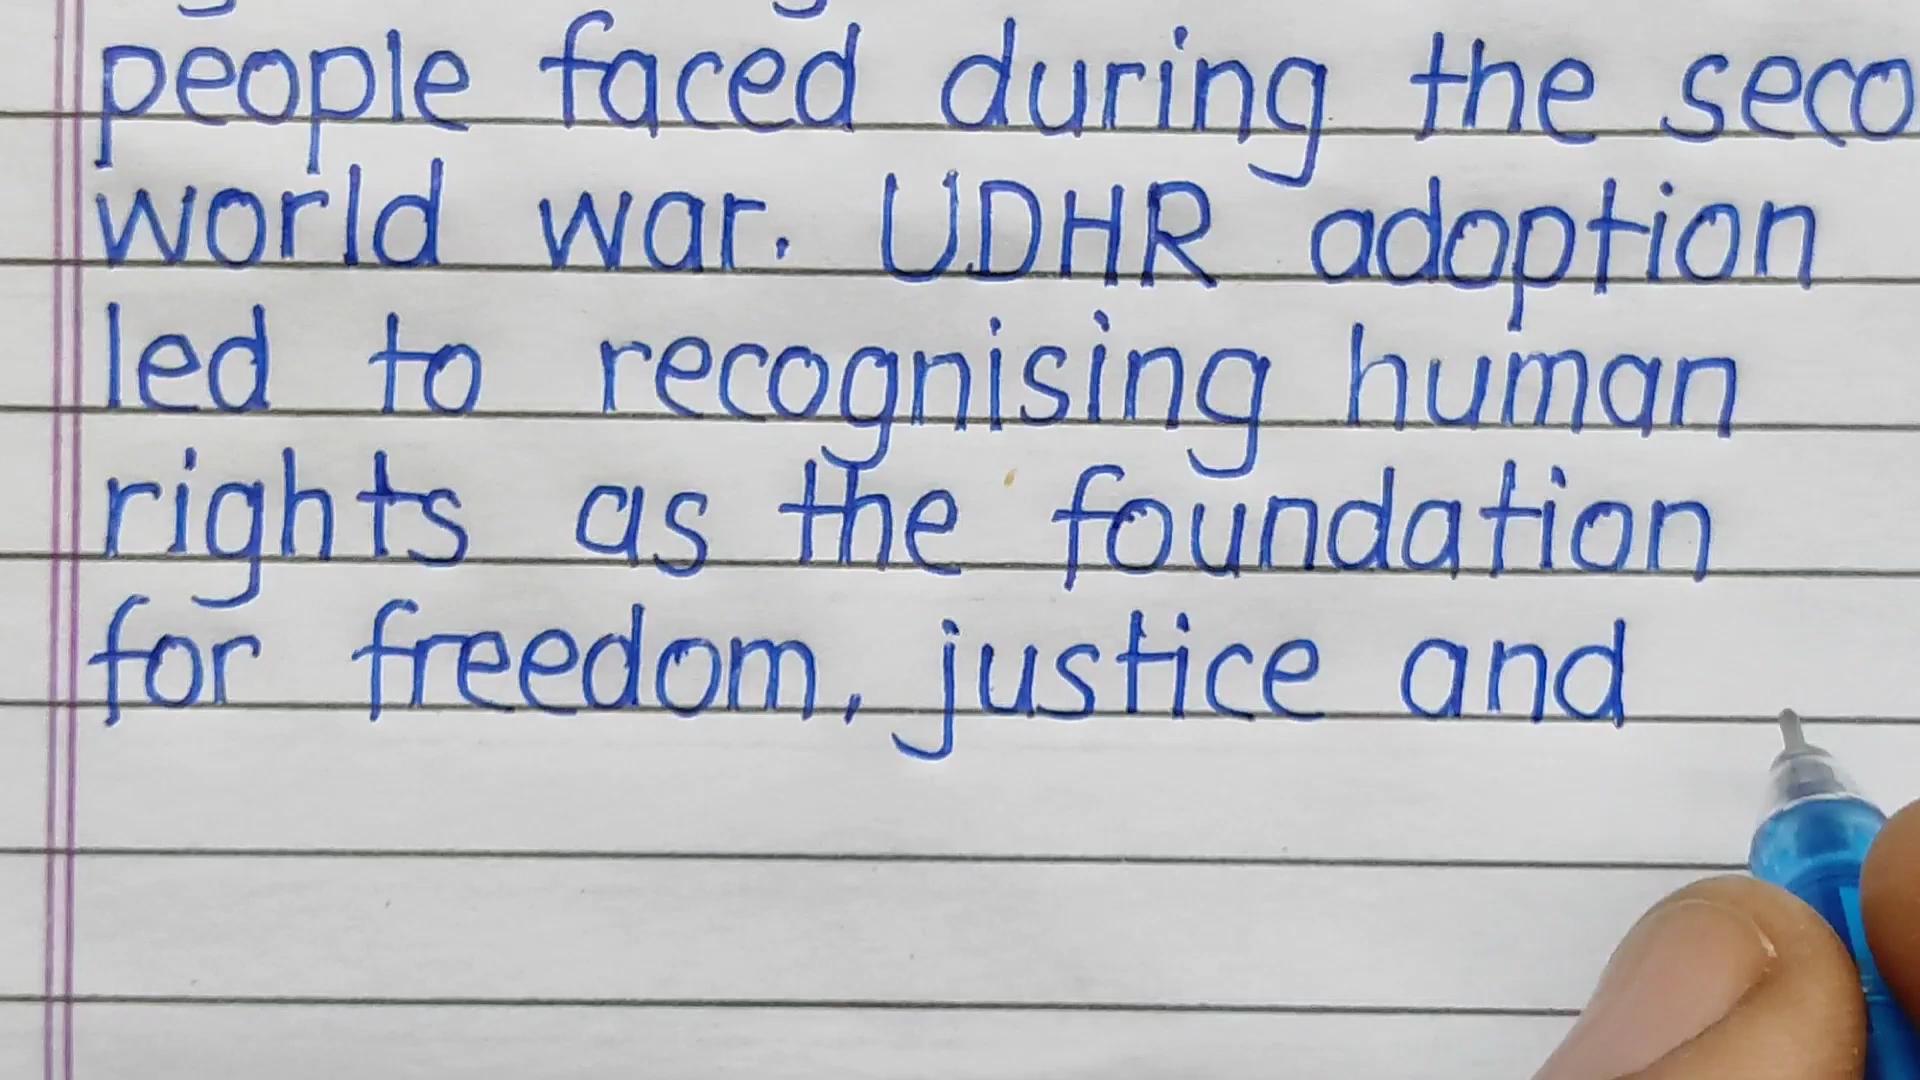 people faced during the seco
world war. UDHR adoption
led to recognising human
rights as the foundation
for freedom, justice and